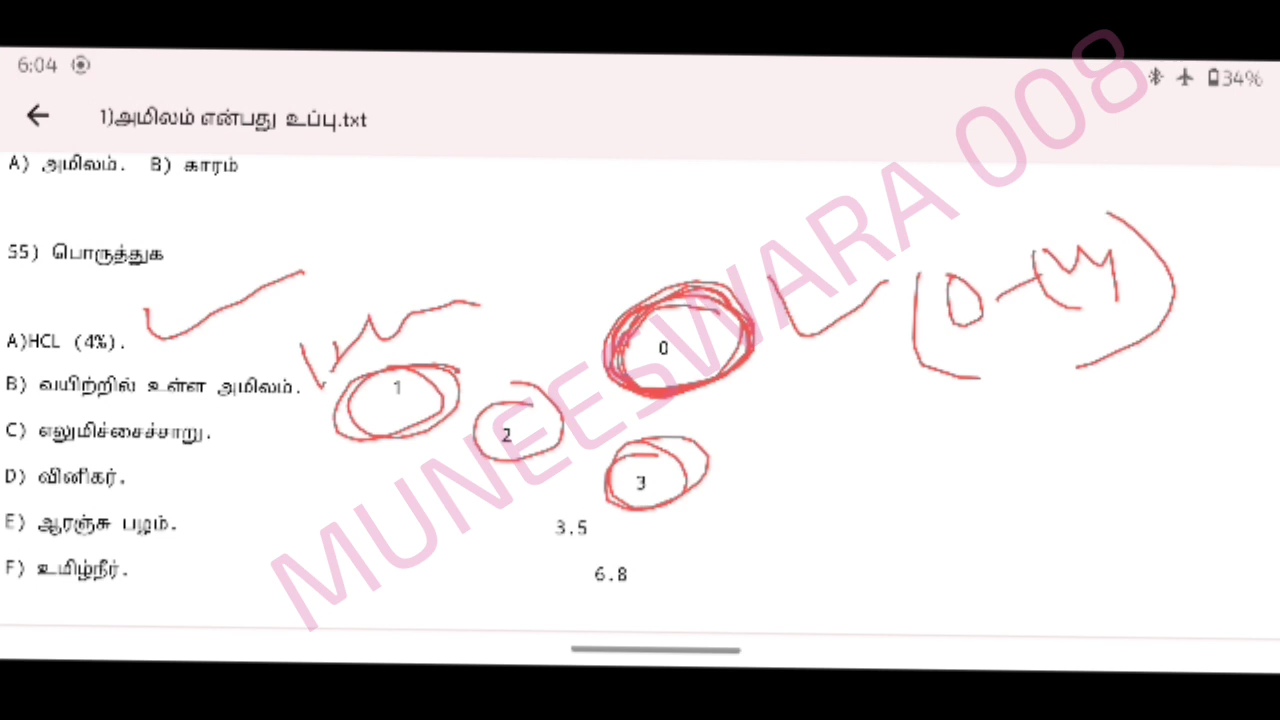 6:04 34%
1)அமிலம் என்பது உப்பு.txt
A) அமிலம். B) காரம்
55) பொருத்துக
A)HCL (4%). 0
B) வயிற்றில் உள்ள அமிலம். 1
C) எலுமிச்சைச்சாறு. 2
D) வினிகர். 3
E) ஆரஞ்சு பழம். 3.5
F) உமிழ்நீர். 6.8
MUNEESWARA 008